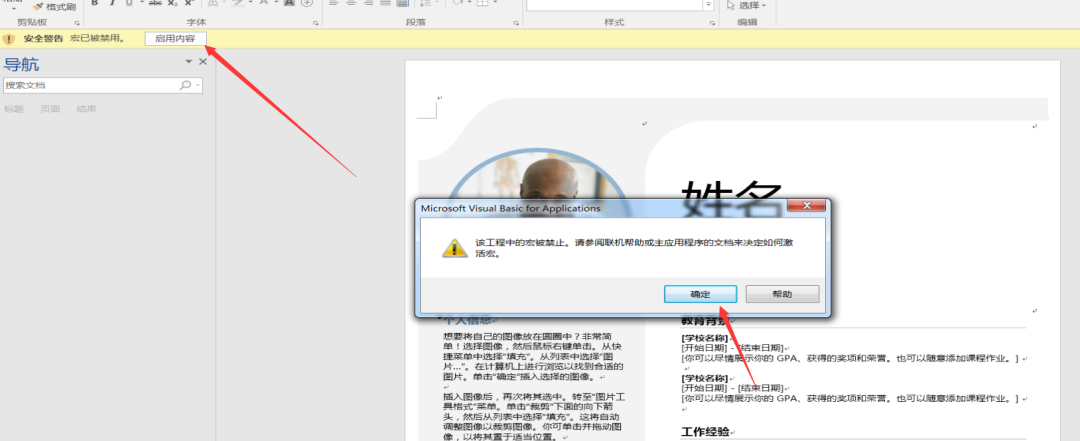 格式刷
B I U abc X₂ X²
选择
剪贴板
字体
段落
样式
编辑
安全警告 宏已被禁用。 启用内容
导航
搜索文档
标题 页面 结果
姓名
Microsoft Visual Basic for Applications
该工程中的宏被禁止。请参阅联机帮助或主应用程序的文档来决定如何激
活宏。
确定 帮助
个人信息
想要将自己的图像放在圆圈中？非常简
单！选择图像，然后鼠标右键单击。从快
捷菜单中选择“填充”。从列表中选择“图
片...”。在计算机上进行浏览以找到合适的
图片。单击“确定”插入选择的图像。
插入图像后，再次将其选中。转至“图片工
具格式”菜单。单击“裁剪”下面的向下箭
头，然后从列表中选择“填充”。这将自动
调整图像以裁剪图像。你可单击并拖动图
像，以将其置于适当位置。
教育背景
[学校名称]
[开始日期] - [结束日期]
[你可以尽情展示你的 GPA、获得的奖项和荣誉。也可以随意添加课程作业。]
[学校名称]
[开始日期] - [结束日期]
[你可以尽情展示你的 GPA、获得的奖项和荣誉。也可以随意添加课程作业。]
工作经验